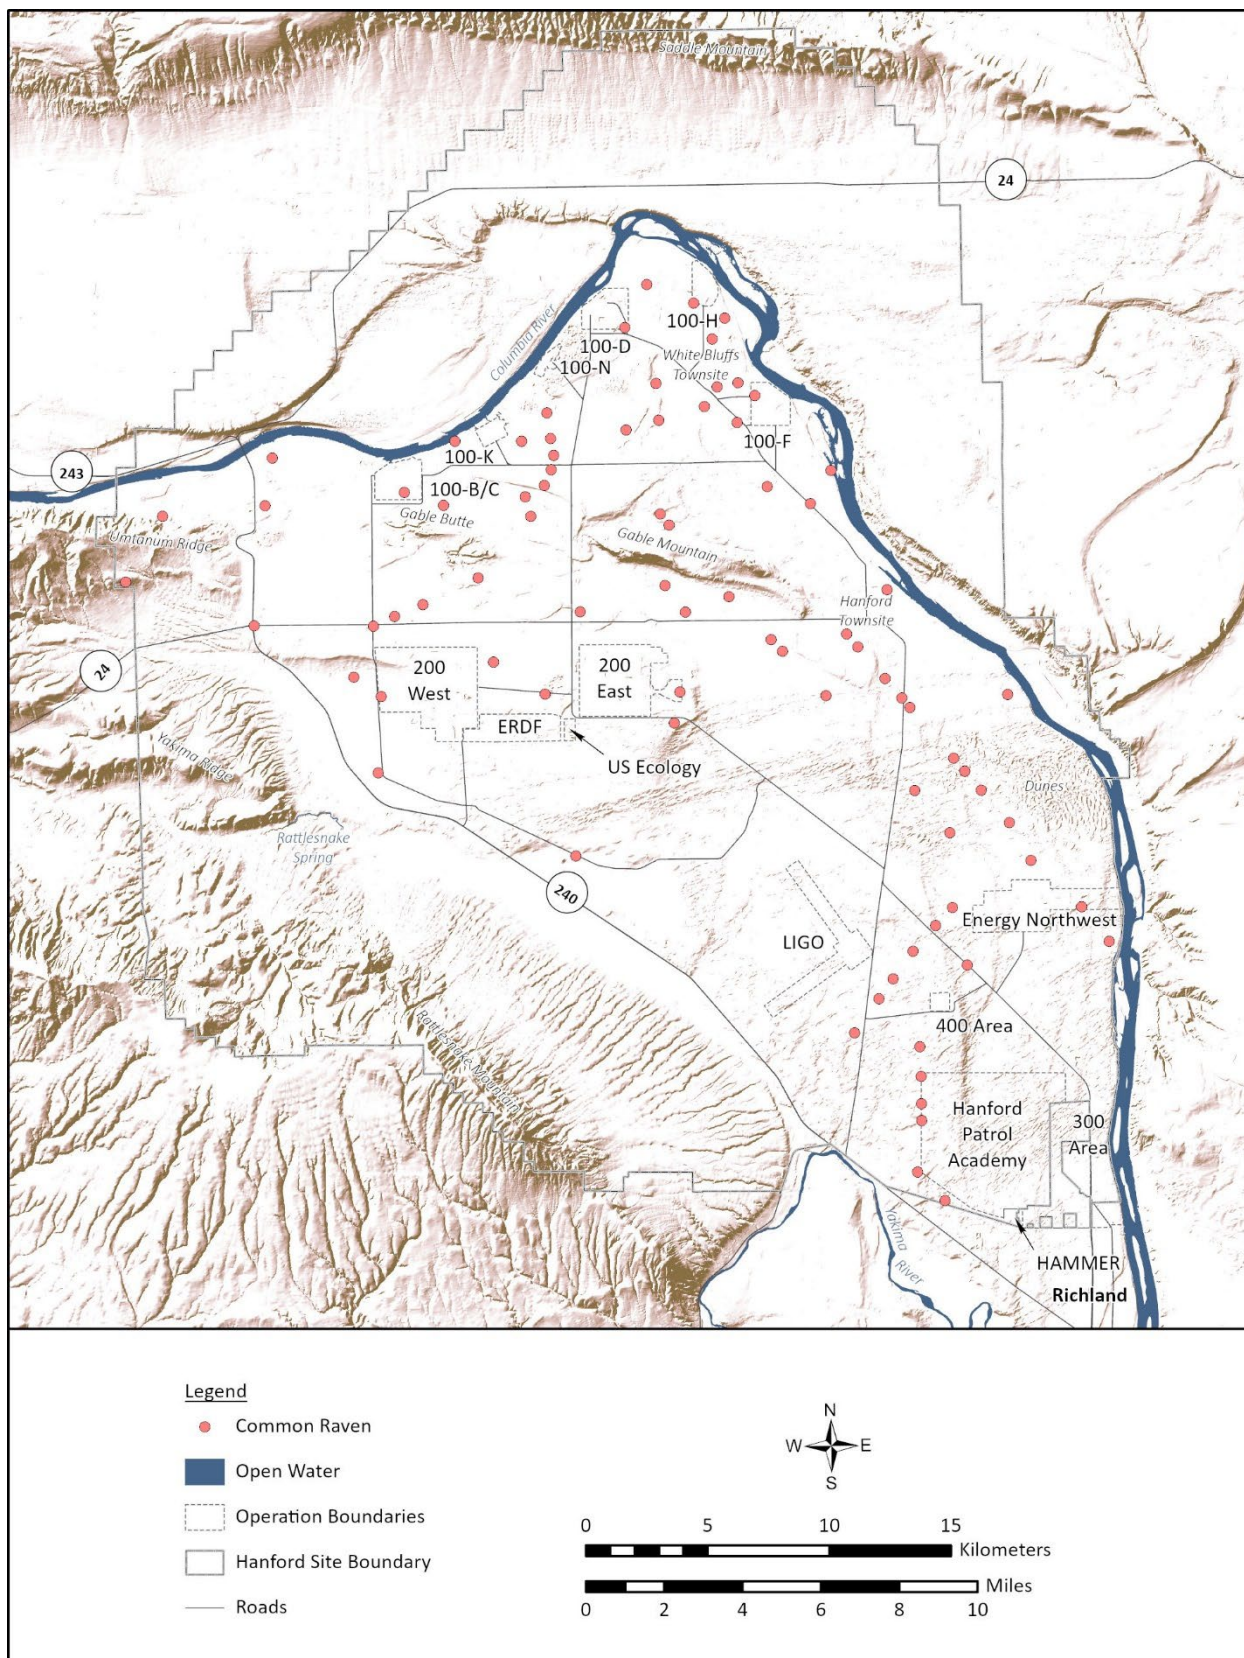 Saddle Mountain
24
Columbia River
100-H
100-D
White Bluffs
Townsite
100-N
100-F
100-K
243
100-B/C
Gable Butte
Umtanum Ridge
Gable Mountain
Hanford
Townsite
24
200
West
200
East
ERDF
US Ecology
Yakima Ridge
Dunes
Rattlesnake
Spring
240
Energy Northwest
LIGO
400 Area
Rattlesnake Mountain
Hanford
Patrol
Academy
300
Area
Yakima
River
HAMMER
Richland
Legend
Common Raven
Open Water
Operation Boundaries
Hanford Site Boundary
Roads
N
W E
S
0 5 10 15
Kilometers
Miles
0 2 4 6 8 10